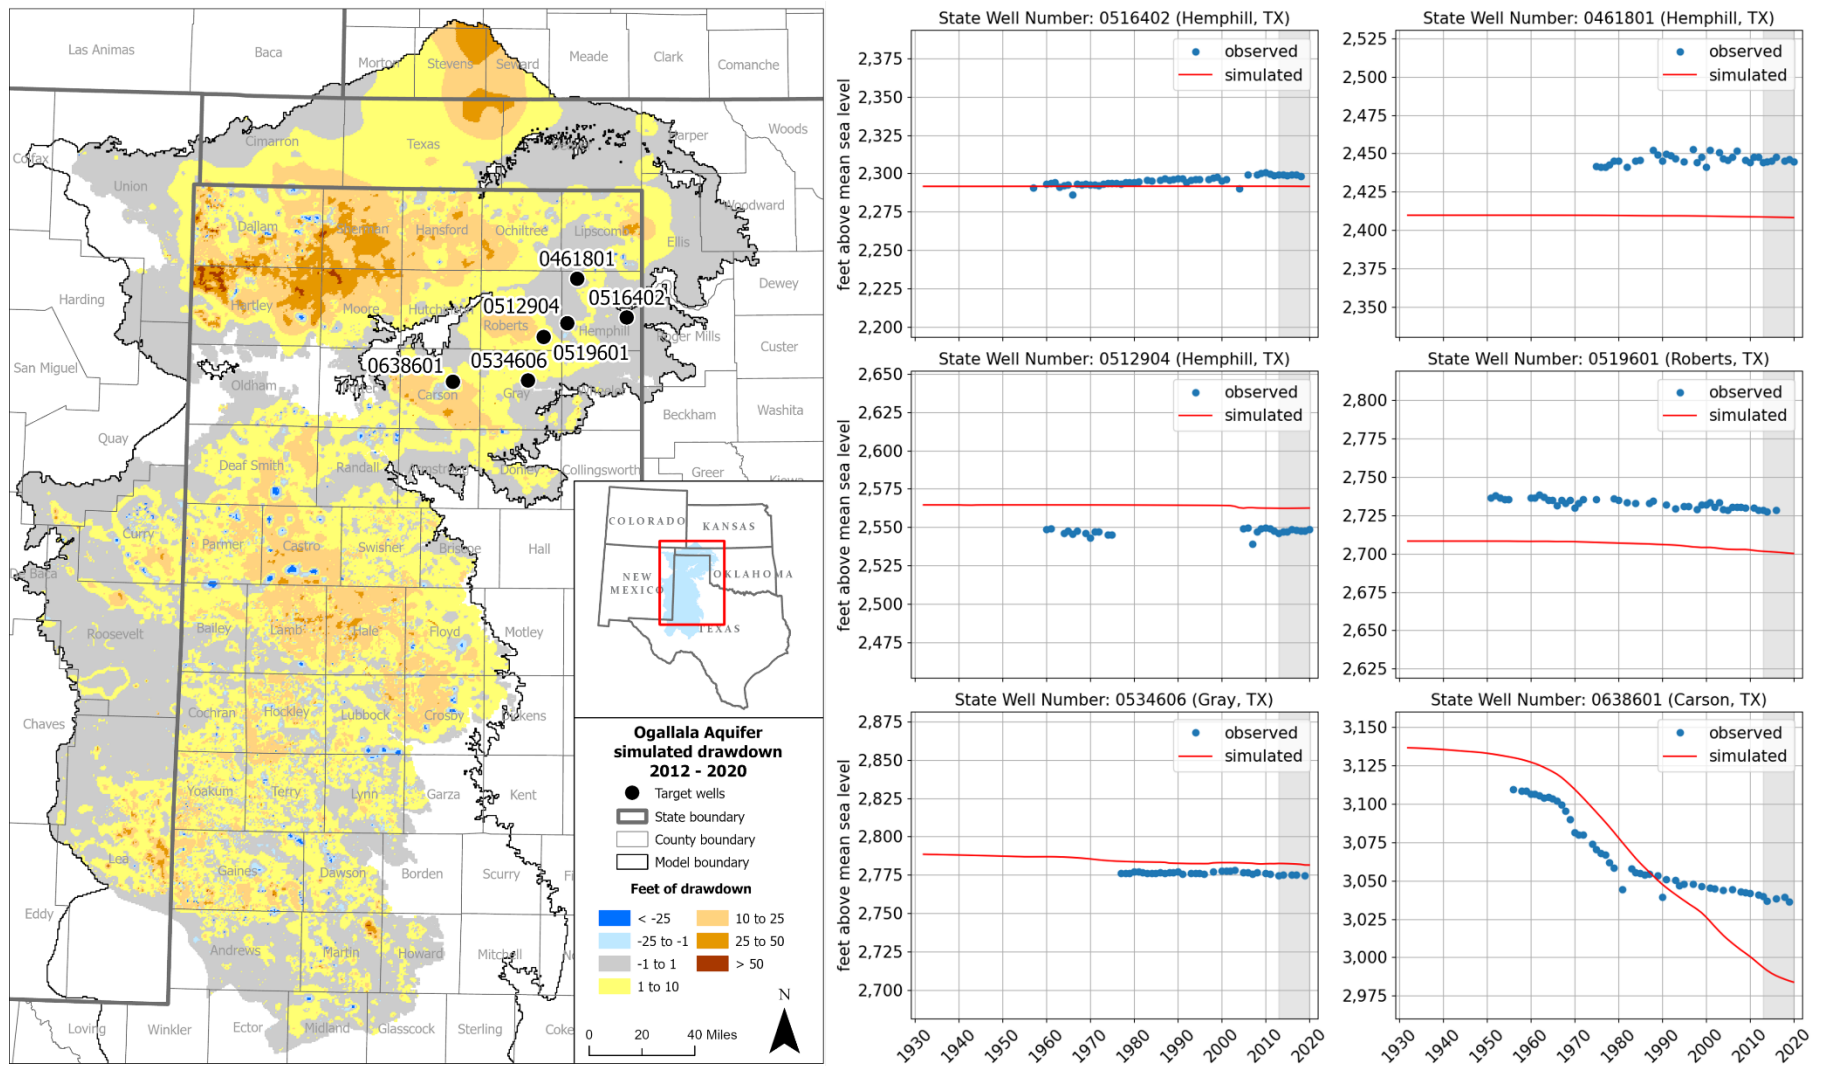 Las Animas
Baca
Morton
Stevens
Seward
Meade
Clark
Comanche
Colfax
Union
Cimarron
Texas
Harper
Woods
Woodward
Ellis
Dewey
Dallam
Sherman
Hansford
Ochiltree
Lipscomb
0461801
0516402
0512904
Harding
Hartley
Moore
Roberts
Hemphill
Roger Mills
Custer
0638601
0534606
0519601
San Miguel
Oldham
Carson
Gray
Beckham
Washita
Quay
Deaf Smith
Randall
Armstrong
Donley
Collingsworth
Greer
Kiowa
Curry
Parmer
Castro
Swisher
Briscoe
Hall
De Baca
Roosevelt
Bailey
Lamb
Hale
Floyd
Motley
Chaves
Cochran
Hockley
Lubbock
Crosby
Dickens
Yoakum
Terry
Lynn
Garza
Kent
Lea
Gaines
Dawson
Borden
Scurry
Eddy
Andrews
Martin
Howard
Mitchell
Loving
Winkler
Ector
Midland
Glasscock
Sterling
Coke
COLORADO
KANSAS
NEW
MEXICO
OKLAHOMA
TEXAS
Ogallala Aquifer
simulated drawdown
2012 - 2020
Target wells
State boundary
County boundary
Model boundary
Feet of drawdown
< -25
10 to 25
-25 to -1
25 to 50
-1 to 1
> 50
1 to 10
N
0 20 40 Miles
State Well Number: 0516402 (Hemphill, TX)
observed
simulated
feet above mean sea level
2,375
2,350
2,325
2,300
2,275
2,250
2,225
2,200
State Well Number: 0461801 (Hemphill, TX)
observed
simulated
2,525
2,500
2,475
2,450
2,425
2,400
2,375
2,350
State Well Number: 0512904 (Hemphill, TX)
observed
simulated
feet above mean sea level
2,650
2,625
2,600
2,575
2,550
2,525
2,500
2,475
State Well Number: 0519601 (Roberts, TX)
observed
simulated
2,800
2,775
2,750
2,725
2,700
2,675
2,650
2,625
State Well Number: 0534606 (Gray, TX)
observed
simulated
feet above mean sea level
2,875
2,850
2,825
2,800
2,775
2,750
2,725
2,700
1930 1940 1950 1960 1970 1980 1990 2000 2010 2020
State Well Number: 0638601 (Carson, TX)
observed
simulated
3,150
3,125
3,100
3,075
3,050
3,025
3,000
2,975
1930 1940 1950 1960 1970 1980 1990 2000 2010 2020